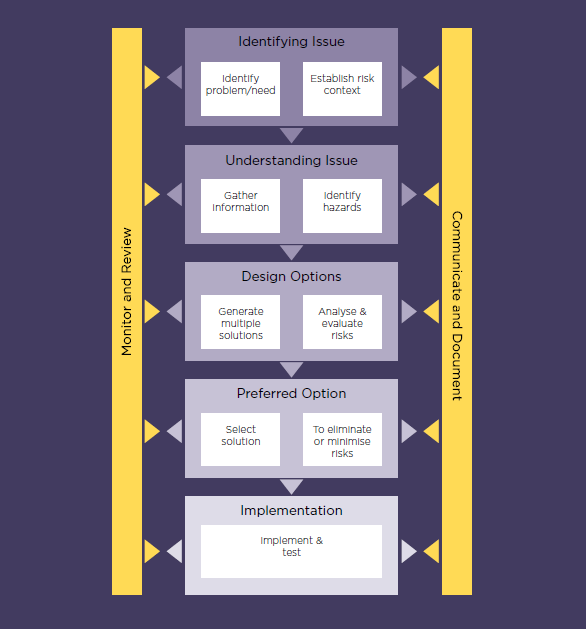 Identifying Issue
Identify
problem/need
Establish risk
context
Understanding Issue
Gather
information
Identify
hazards
Design Options
Generate
multiple
solutions
Analyse &
evaluate
risks
Preferred Option
Select
solution
To eliminate
or minimise
risks
Implementation
Implement &
test
Monitor and Review
Communicate and Document